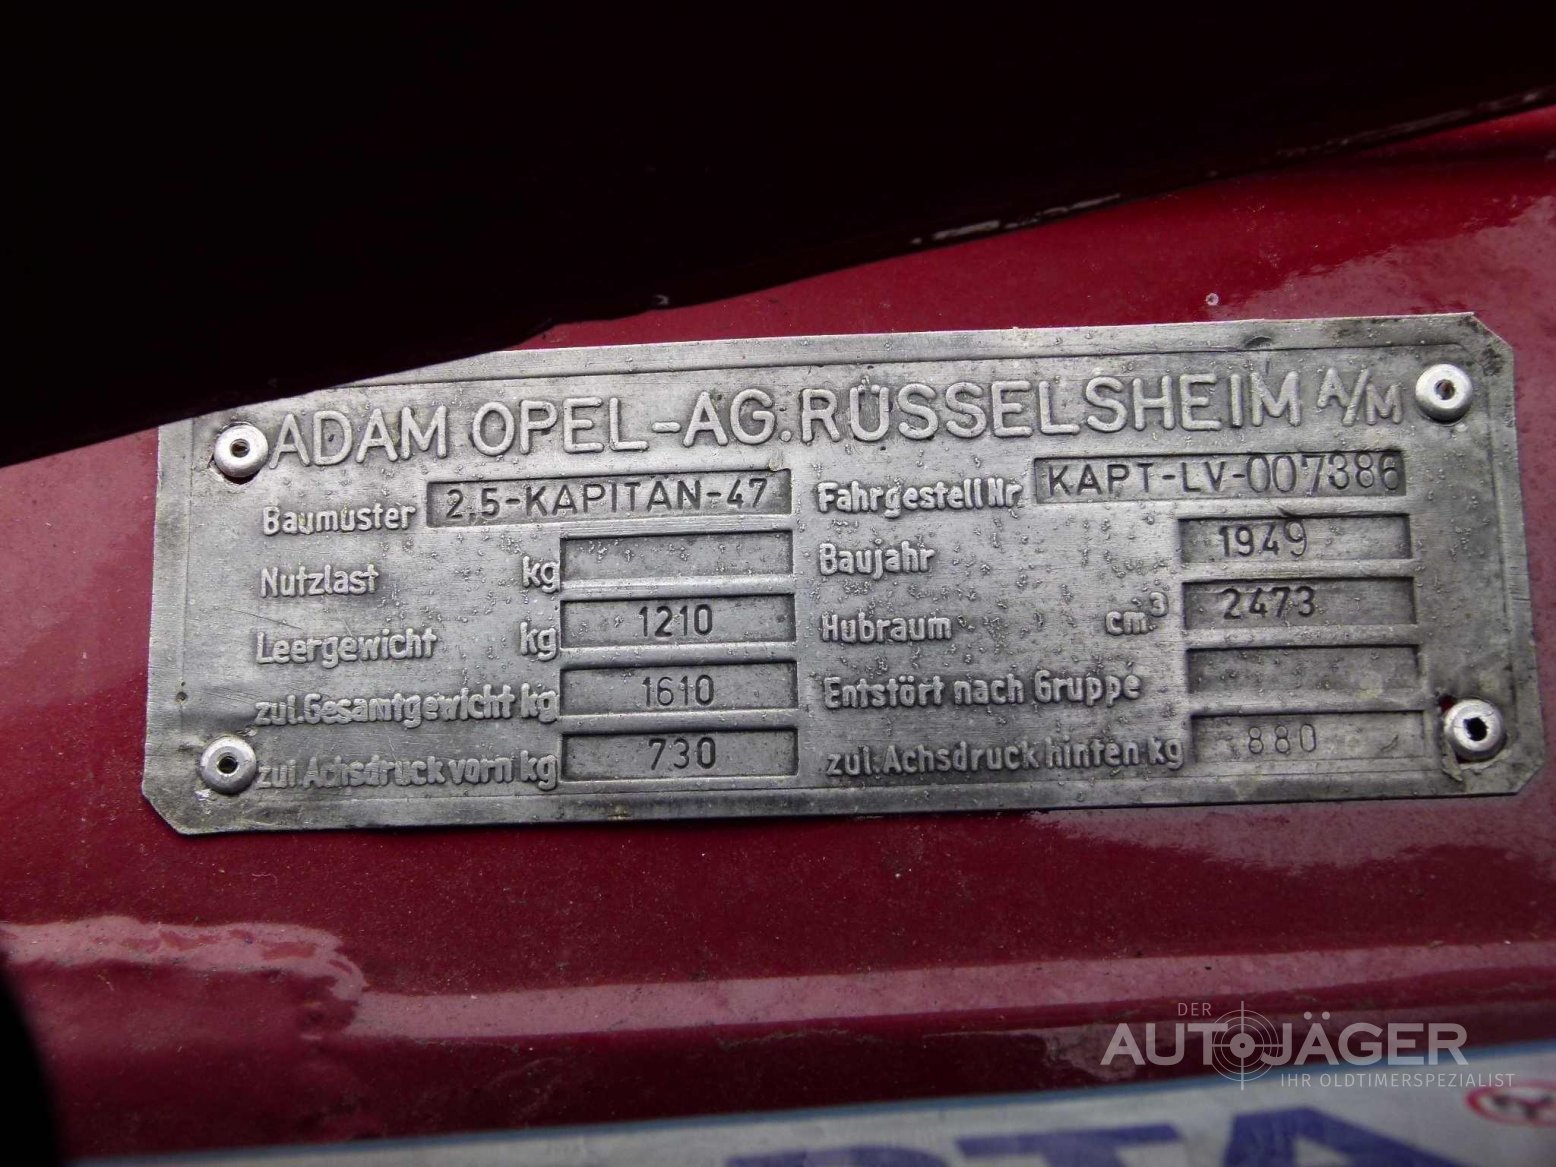 ADAM OPEL-AG. RÜSSELSHEIM A/M
Baumuster 2,5-KAPITÄN-47 Fahrgestell Nr. KAPT-LV-007386
Nutzlast kg Baujahr 1949
Leergewicht kg 1210 Hubraum cm³ 2473
zul. Gesamtgewicht kg 1610 Entstört nach Gruppe
zul. Achsdruck vorn kg 730 zul. Achsdruck hinten kg 880
DER
AUTOJÄGER
IHR OLDTIMERSPEZIALIST